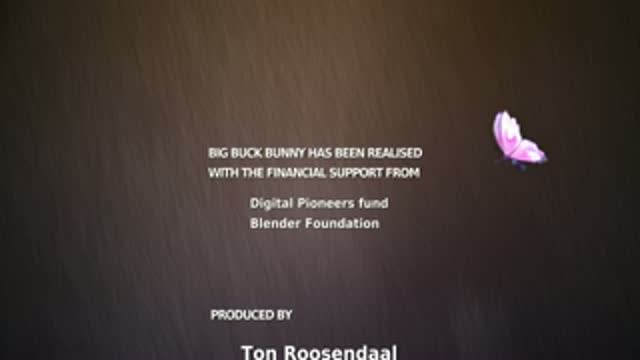 BIG BUCK BUNNY HAS BEEN REALISED
WITH THE FINANCIAL SUPPORT FROM
Digital Pioneers fund
Blender Foundation
PRODUCED BY
Ton Roosendaal